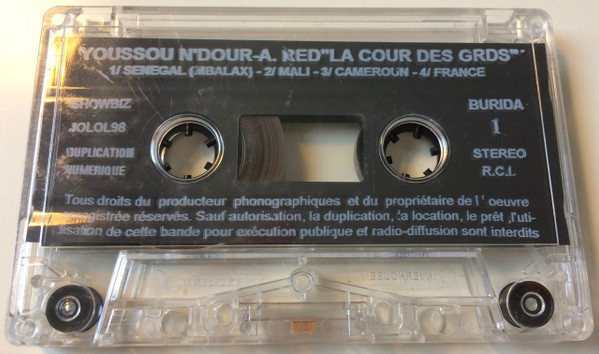 YOUSSOU N'DOUR-A. RED"LA COUR DES GRDS"
1/ SENEGAL (MBALAX) - 2/ MALI - 3/ CAMEROUN - 4/ FRANCE
SHOWBIZ
BURIDA
JOLOL98
1
DUPLICATION
STEREO
NUMERIQUE
R.C.I.
Tous droits du producteur phonographiques et du propriétaire de l' oeuvre
enregistrée réservés. Sauf autorisation, la duplication, la location, le prêt ,l'uti-
lisation de cette bande pour exécution publique et radio-diffusion sont interdits